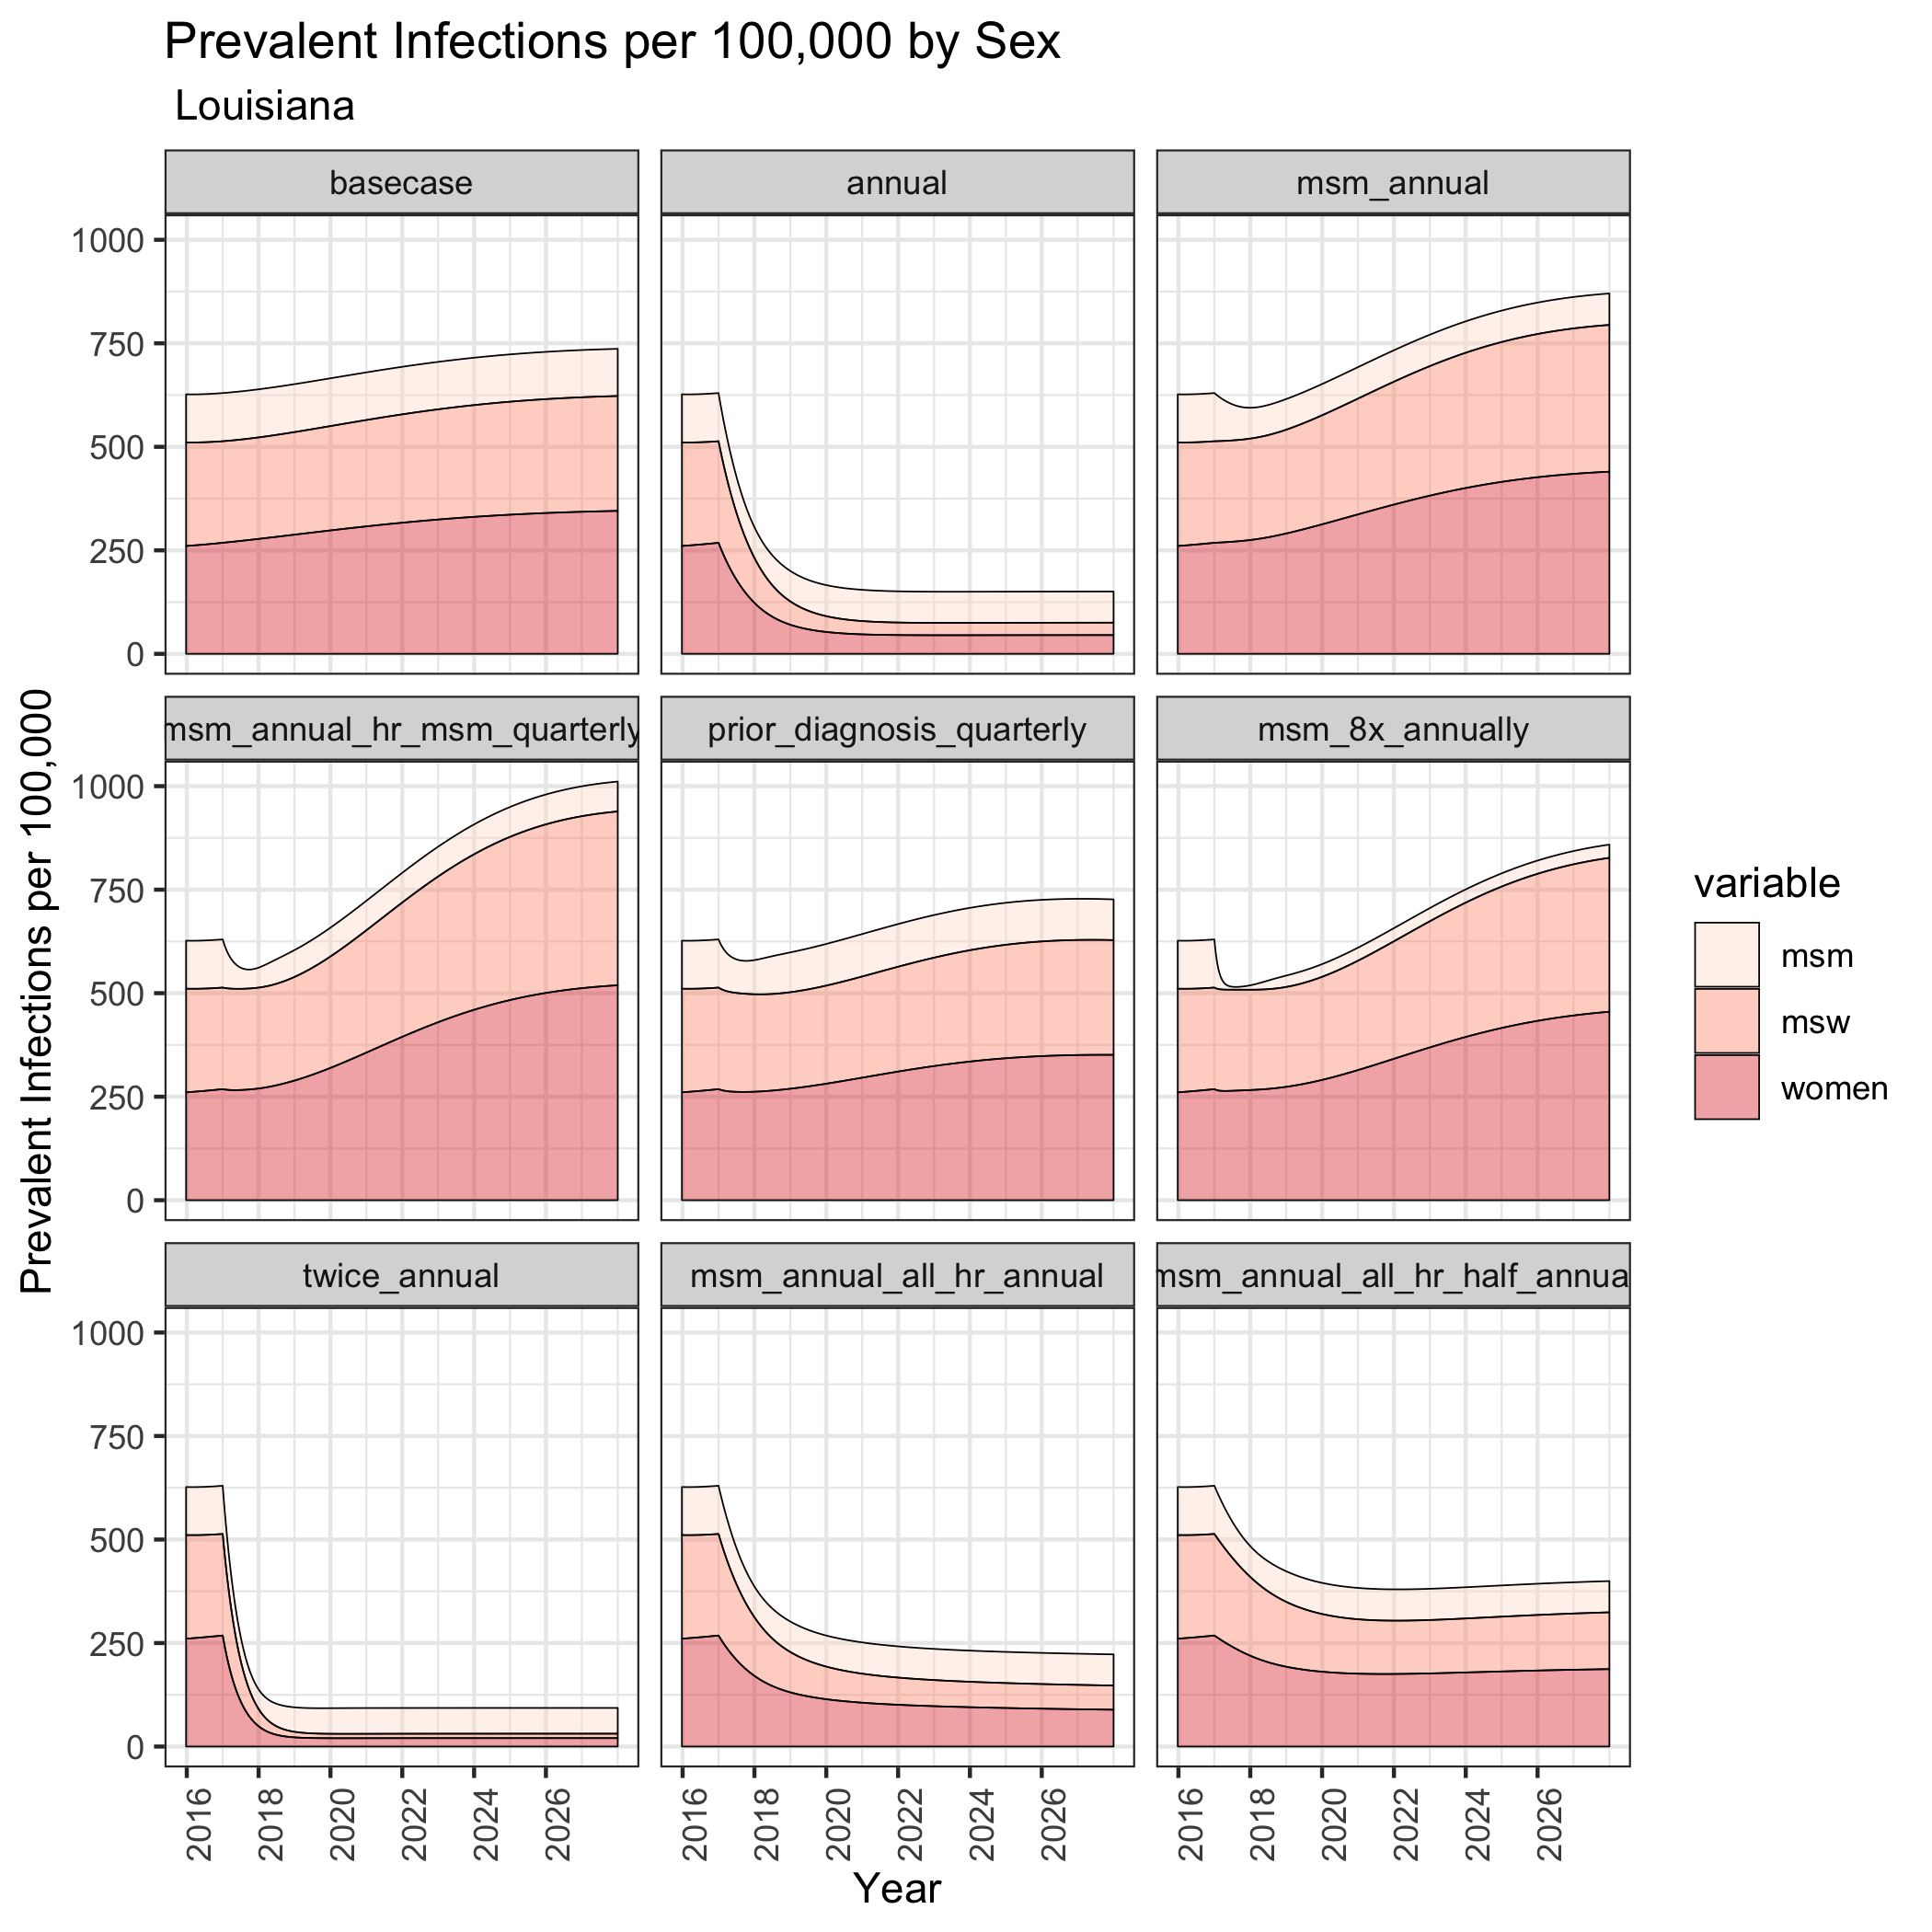 Prevalent Infections per 100,000 by Sex
Louisiana
basecase
annual
msm_annual
1000
750
500
250
0
msm_annual_hr_msm_quarterly
prior_diagnosis_quarterly
msm_8x_annually
1000
750
500
250
0
twice_annual
msm_annual_all_hr_annual
msm_annual_all_hr_half_annua
1000
750
500
250
0
2016
2018
2020
2022
2024
2026
2016
2018
2020
2022
2024
2026
2016
2018
2020
2022
2024
2026
Year
Prevalent Infections per 100,000
variable
msm
msw
women